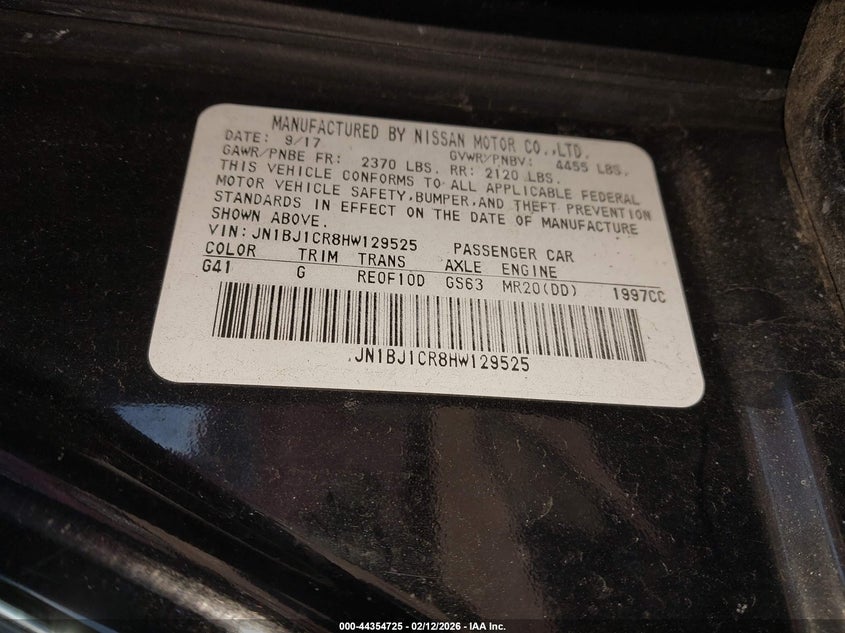 MANUFACTURED BY NISSAN MOTOR CO.,LTD.
DATE: 9/17 GVWR/PNBV: 4455 LBS.
GAWR/PNBE FR: 2370 LBS. RR: 2120 LBS.
THIS VEHICLE CONFORMS TO ALL APPLICABLE FEDERAL
MOTOR VEHICLE SAFETY,BUMPER,AND THEFT PREVENTION
STANDARDS IN EFFECT ON THE DATE OF MANUFACTURE
SHOWN ABOVE.
VIN: JN1BJ1CR8HW129525 PASSENGER CAR
COLOR TRIM TRANS AXLE ENGINE
G41 G RE0F10D GS63 MR20(DD) 1997CC
JN1BJ1CR8HW129525
000-44354725 - 02/12/2026 - IAA Inc.